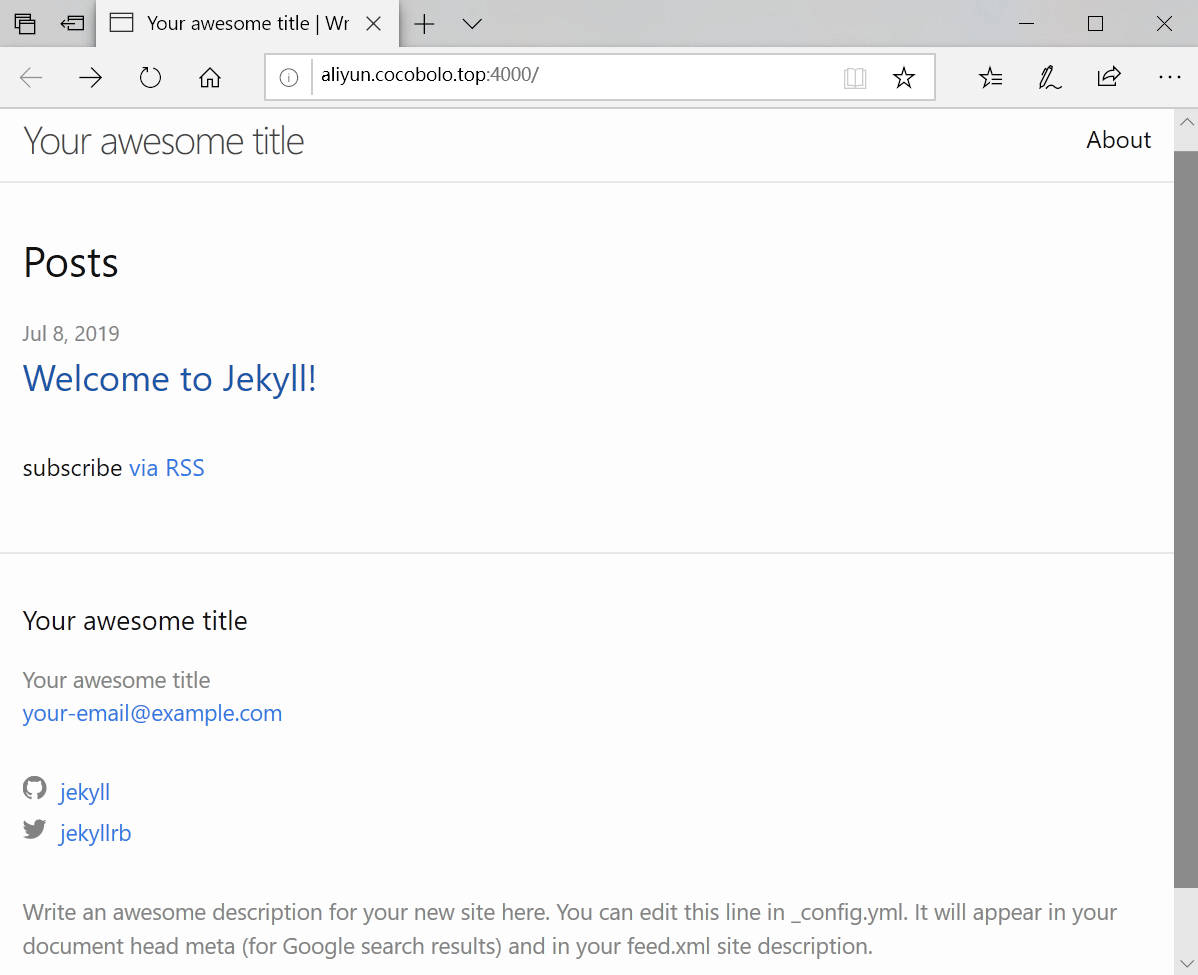 Your awesome title | Wr
aliyun.cocobolo.top:4000/
Your awesome title
About
Posts
Jul 8, 2019
Welcome to Jekyll!
subscribe via RSS
Your awesome title
Your awesome title
your-email@example.com
jekyll
jekyllrb
Write an awesome description for your new site here. You can edit this line in _config.yml. It will appear in your
document head meta (for Google search results) and in your feed.xml site description.